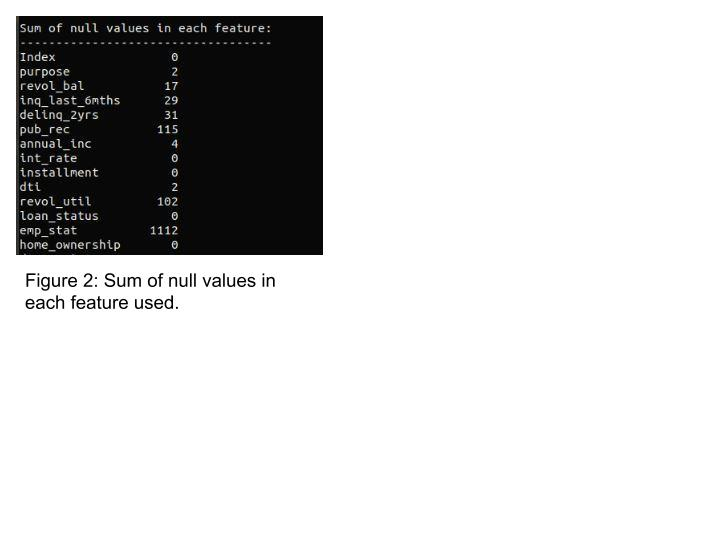 Sum of null values in each feature:
-----------------------------------
Index 0
purpose 2
revol_bal 17
inq_last_6mths 29
delinq_2yrs 31
pub_rec 115
annual_inc 4
int_rate 0
installment 0
dti 2
revol_util 102
loan_status 0
emp_stat 1112
home_ownership 0
Figure 2: Sum of null values in
each feature used.